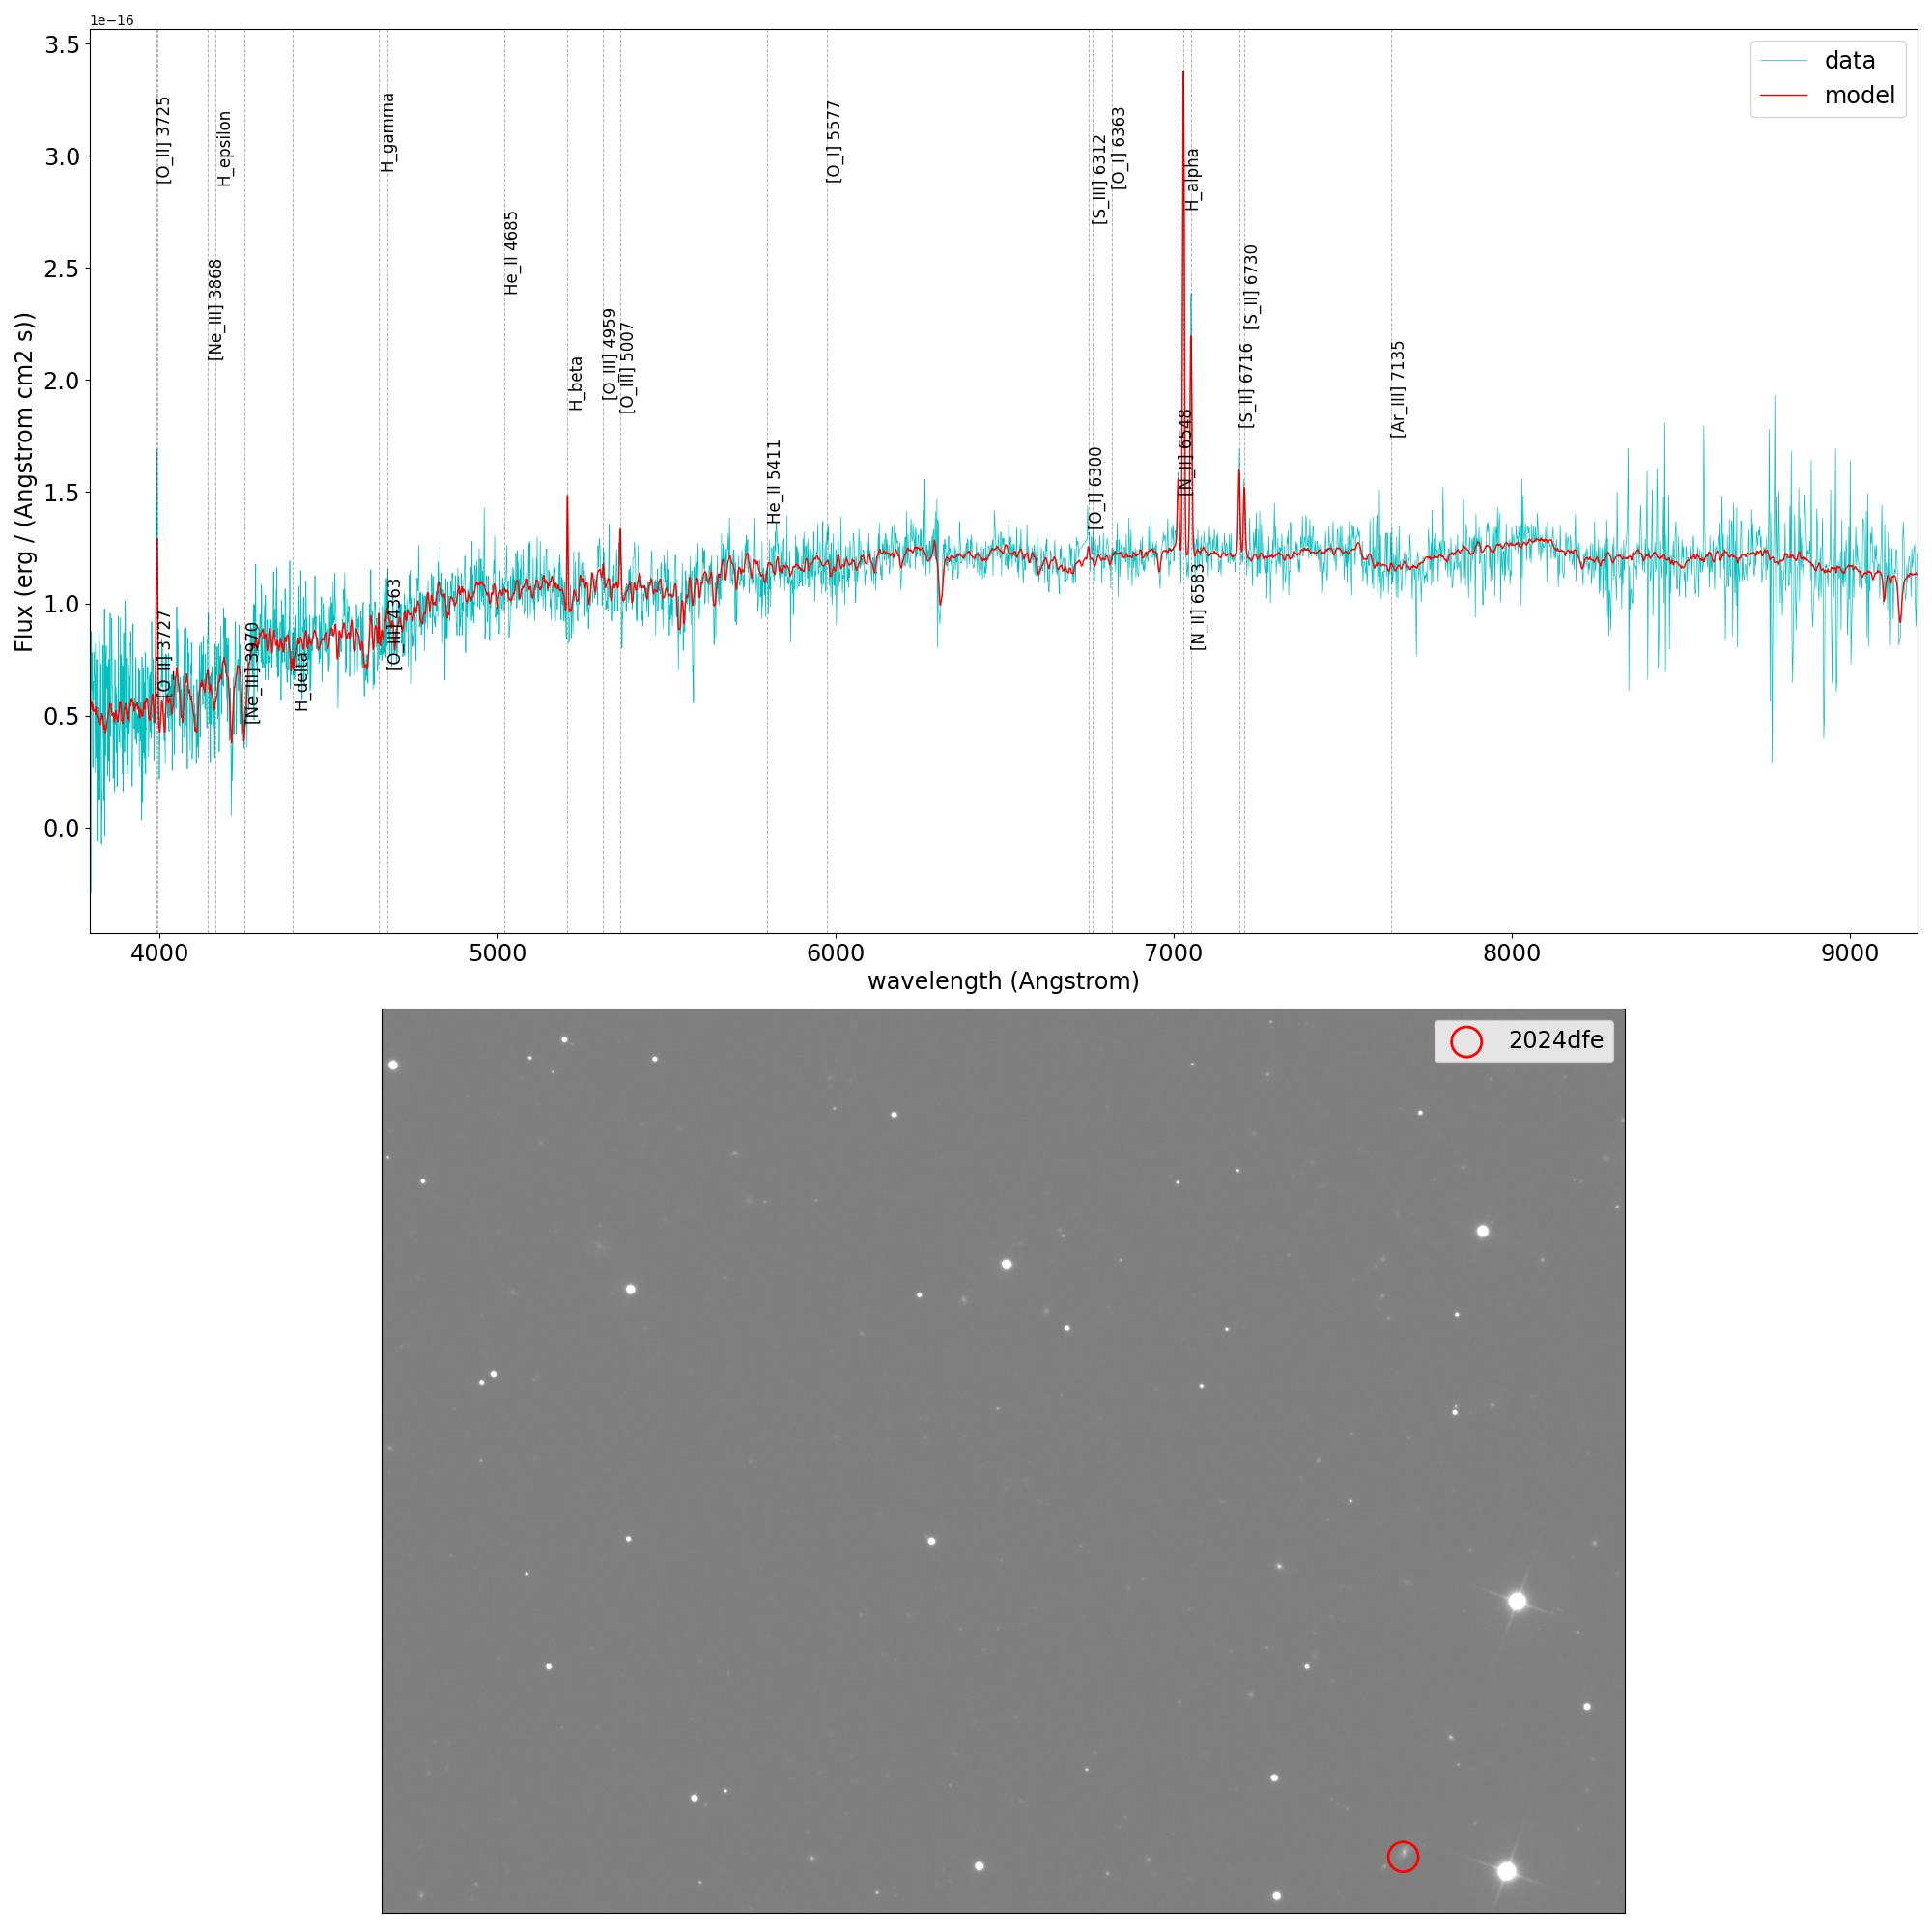 1e−16
3.5
3.0
2.5
2.0
1.5
1.0
0.5
0.0
Flux (erg / (Angstrom cm2 s))
4000
5000
6000
7000
8000
9000
wavelength (Angstrom)
data
model
[O_II] 3725
[O_II] 3727
[Ne_III] 3868
H_epsilon
[Ne_III] 3970
H_delta
H_gamma
[O_III] 4363
He_II 4685
H_beta
[O_III] 4959
[O_III] 5007
He_II 5411
[O_I] 5577
[O_I] 6300
[S_III] 6312
[O_I] 6363
[N_II] 6548
H_alpha
[N_II] 6583
[S_II] 6716
[S_II] 6730
[Ar_III] 7135
2024dfe